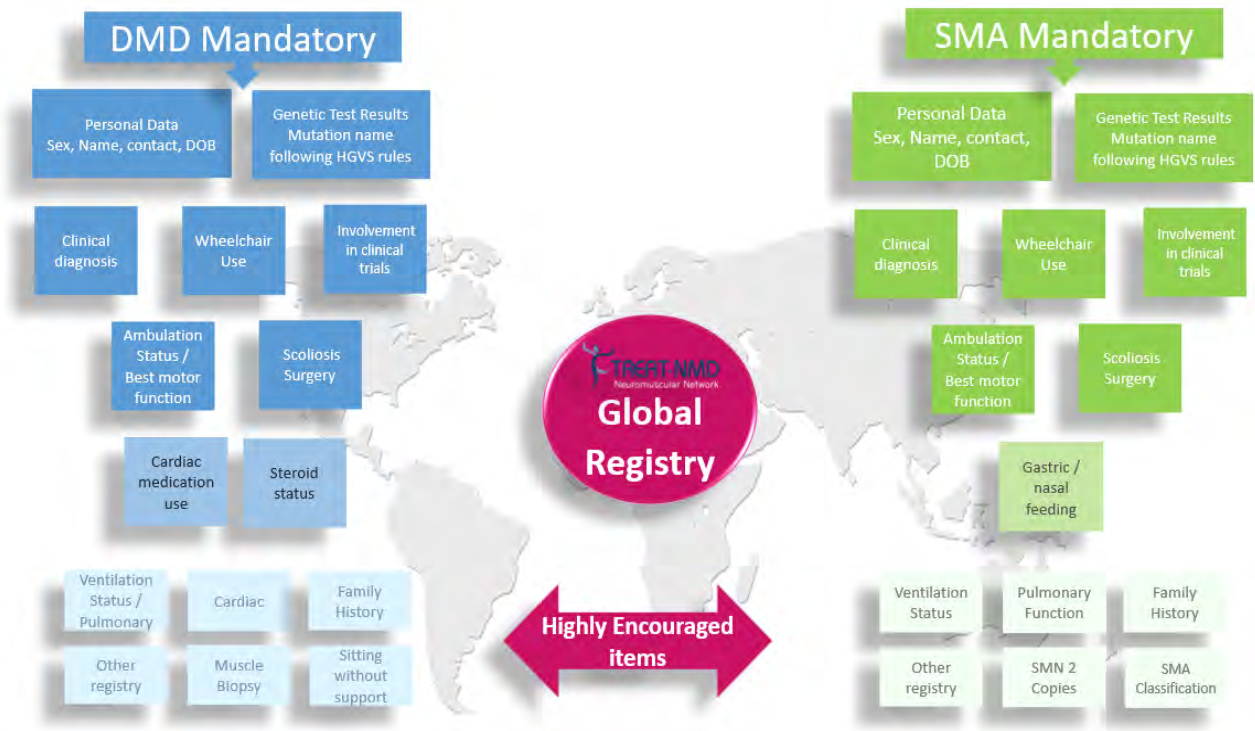 DMD Mandatory
Personal Data
Sex, Name, contact, DOB
Genetic Test Results
Mutation name
following HGVS rules
Clinical
diagnosis
Wheelchair
Use
Involvement
in clinical
trials
Ambulation
Status /
Best motor
function
Scoliosis
Surgery
Cardiac
medication
use
Steroid
status
Ventilation
Status /
Pulmonary
Cardiac
Family
History
Other
registry
Muscle
Biopsy
Sitting
without
support
TREAT-NMD
Neuromuscular Network
Global
Registry
Highly Encouraged
items
SMA Mandatory
Personal Data
Sex, Name, contact,
DOB
Genetic Test Results
Mutation name
following HGVS rules
Clinical
diagnosis
Wheelchair
Use
Involvement
in clinical
trials
Ambulation
Status /
Best motor
function
Scoliosis
Surgery
Gastric /
nasal
feeding
Ventilation
Status
Pulmonary
Function
Family
History
Other
registry
SMN 2
Copies
SMA
Classification